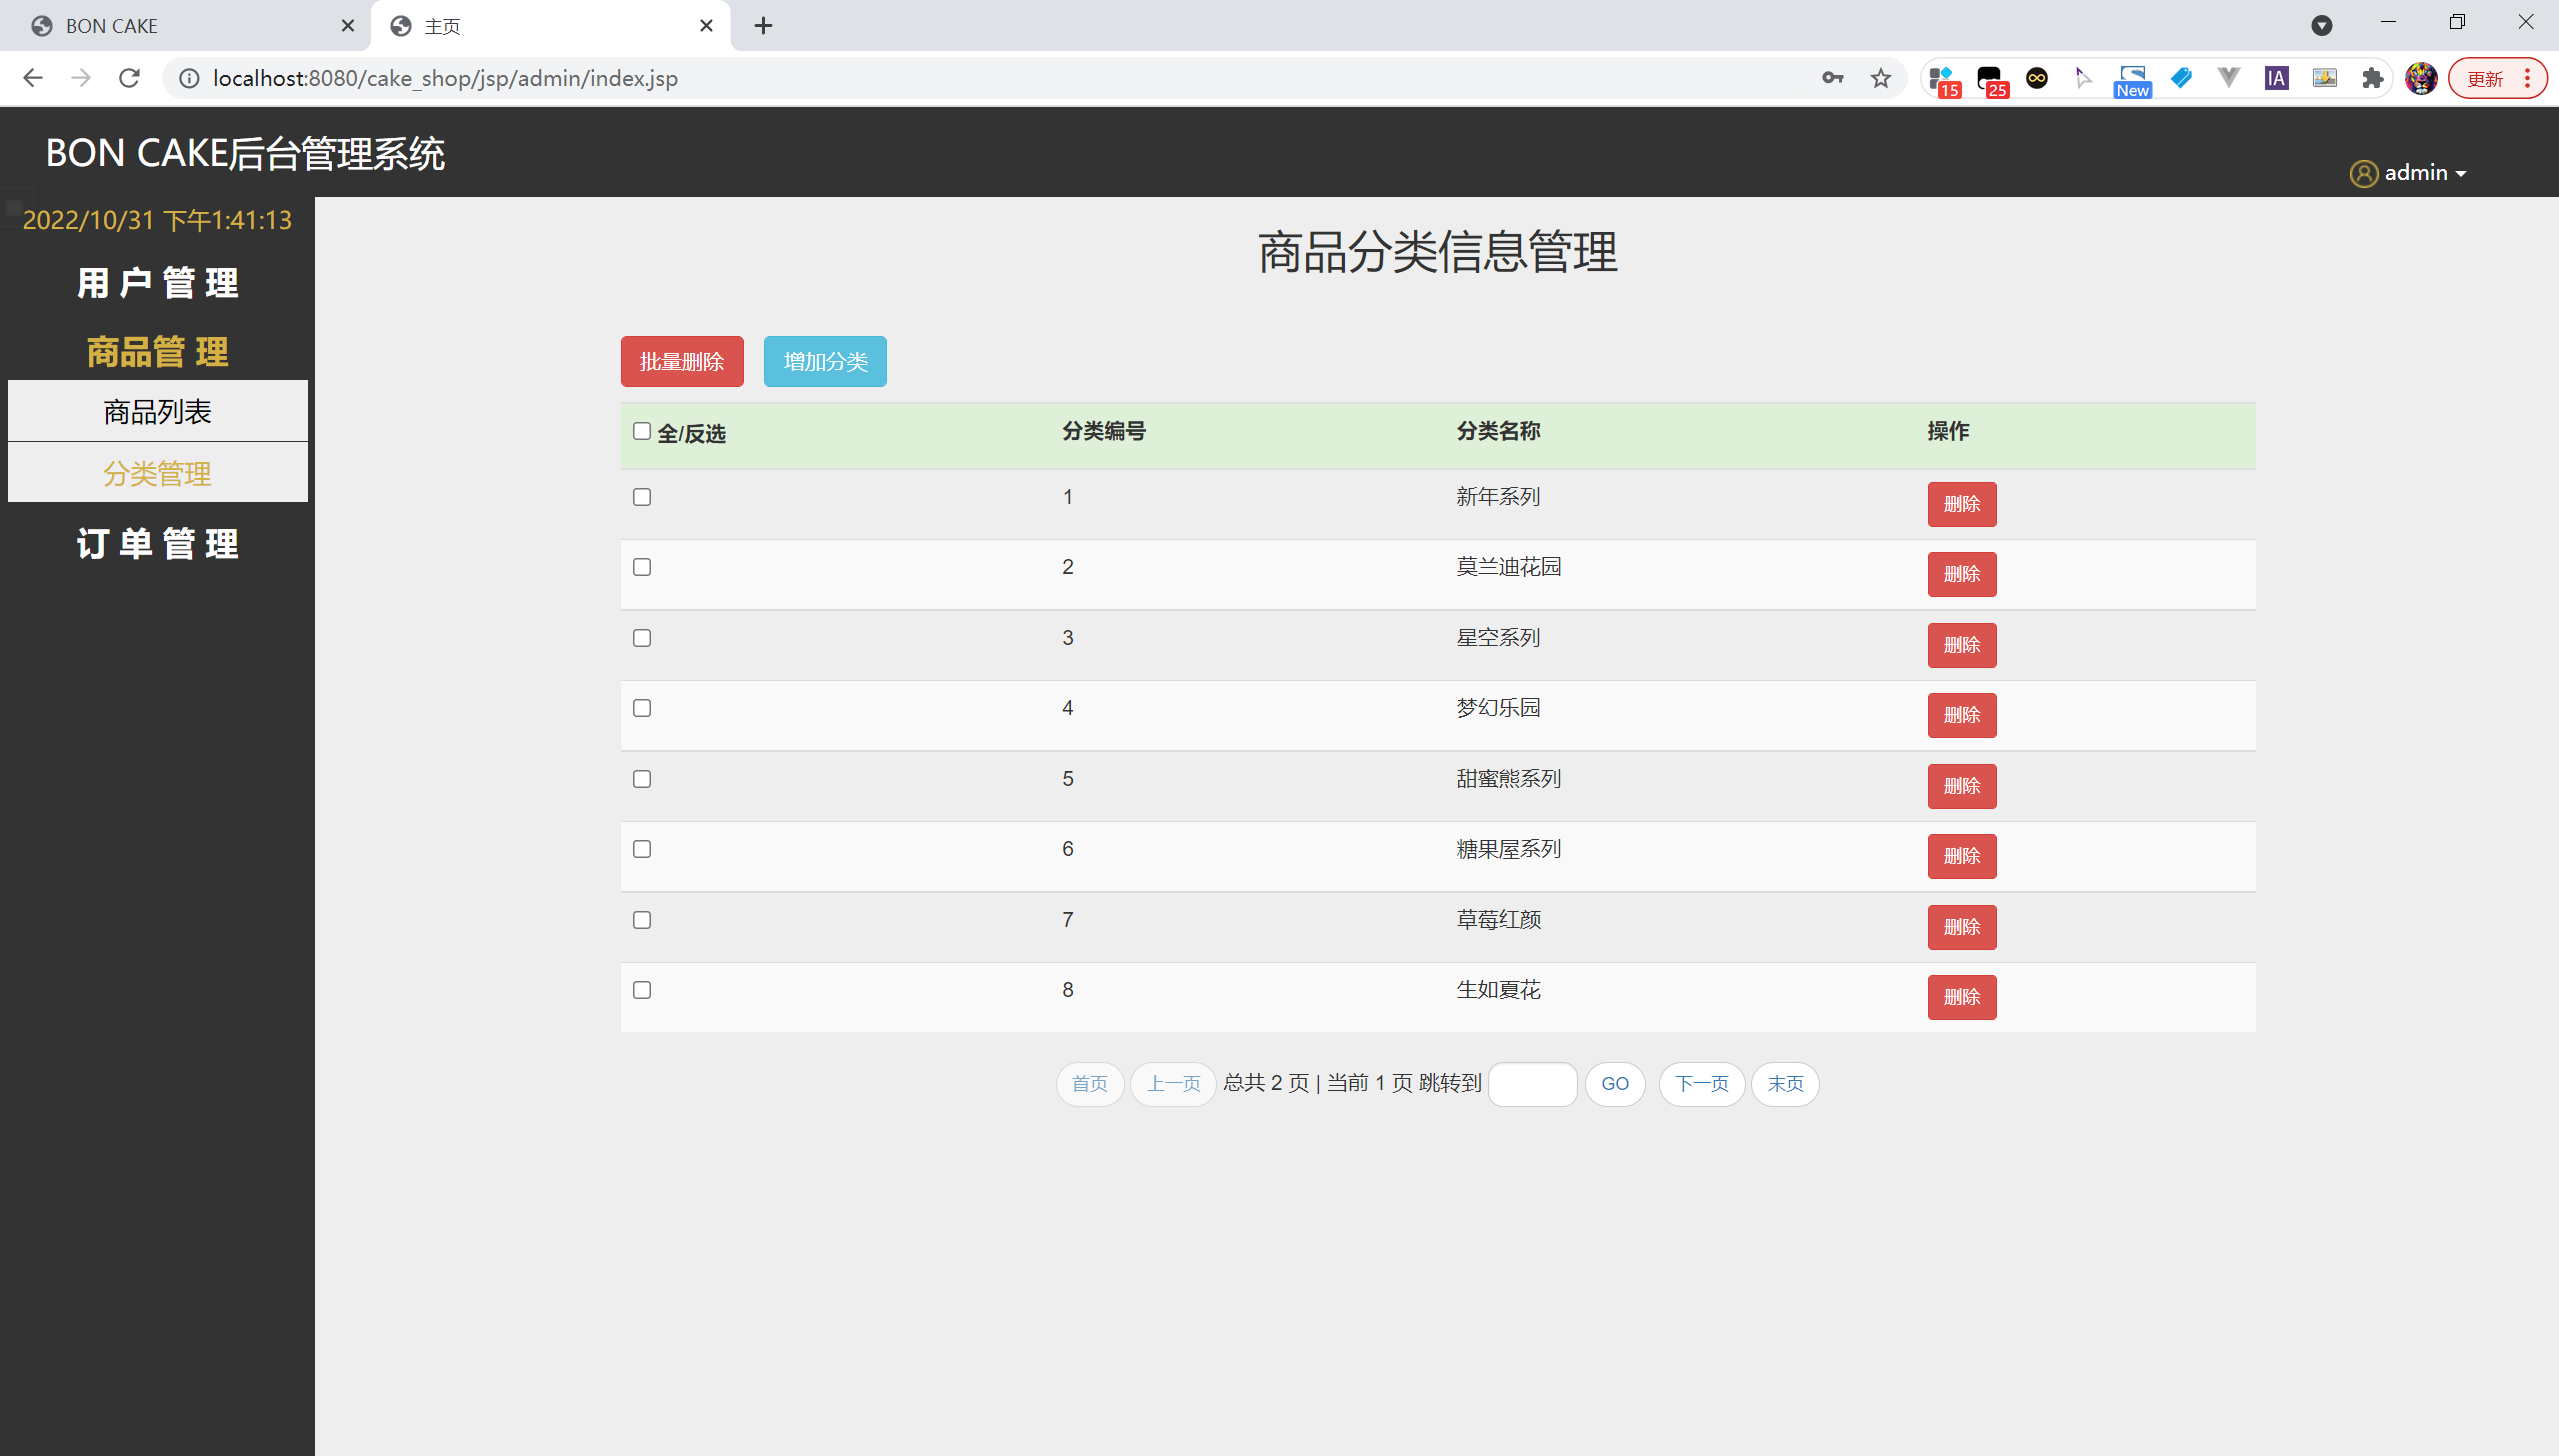 BON CAKE
主页
localhost:8080/cake_shop/jsp/admin/index.jsp
15
25
New
IA
更新
BON CAKE后台管理系统
admin
2022/10/31 下午1:41:13
用 户 管 理
商品管 理
商品列表
分类管理
订 单 管 理
商品分类信息管理
批量删除 增加分类
全/反选 分类编号 分类名称 操作
1 新年系列 删除
2 莫兰迪花园 删除
3 星空系列 删除
4 梦幻乐园 删除
5 甜蜜熊系列 删除
6 糖果屋系列 删除
7 草莓红颜 删除
8 生如夏花 删除
首页 上一页 总共 2 页 | 当前 1 页 跳转到 GO 下一页 末页